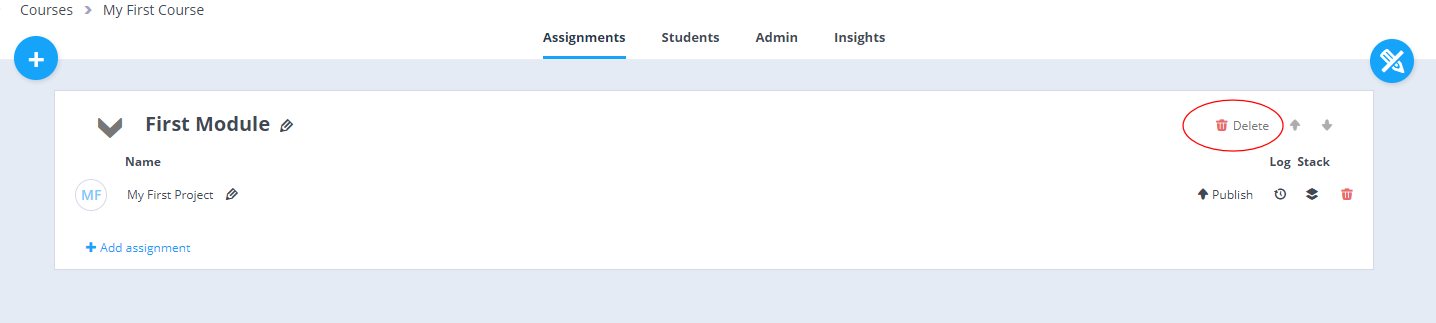 Courses > My First Course
Assignments Students Admin Insights
First Module Delete
Name Log Stack
MF My First Project Publish
Add assignment